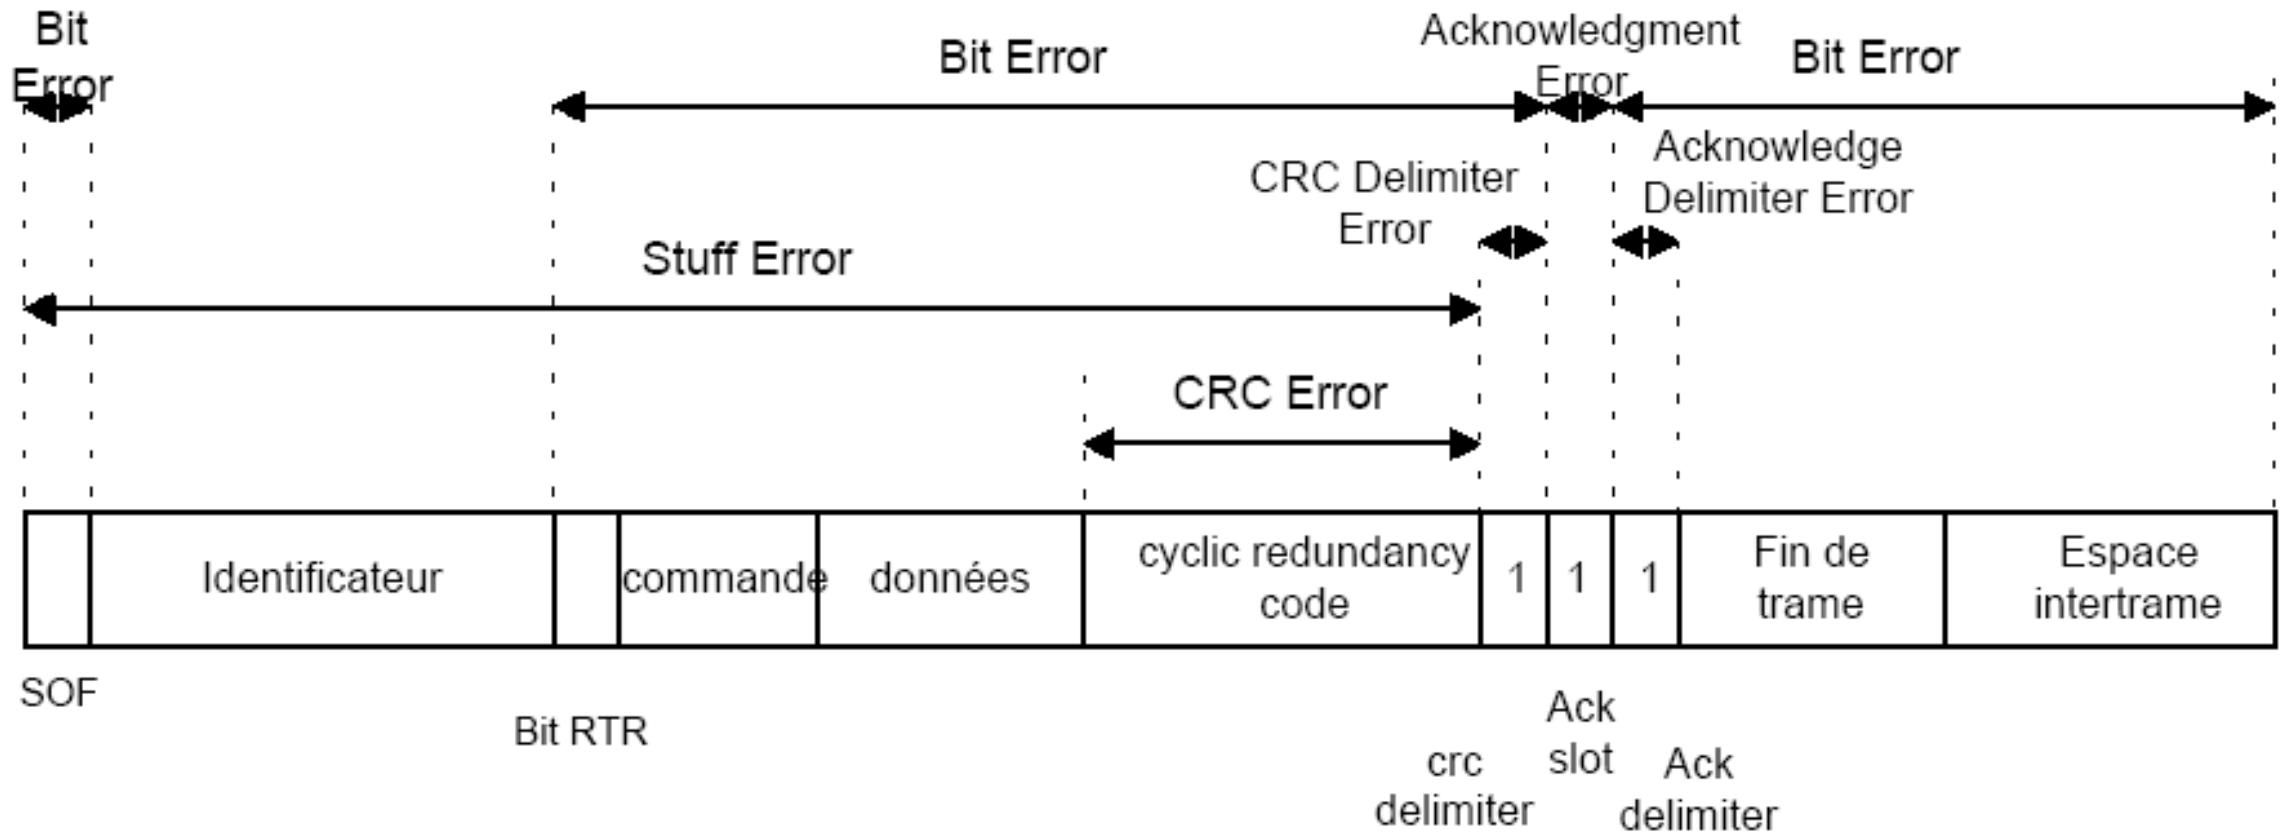 Bit
Error
Bit Error
Acknowledgment
Error
Bit Error
CRC Delimiter
Error
Acknowledge
Delimiter Error
Stuff Error
CRC Error
Identificateur
commande
données
cyclic redundancy
code
1
1
1
Fin de
trame
Espace
intertrame
SOF
Bit RTR
crc
delimiter
Ack
slot
Ack
delimiter